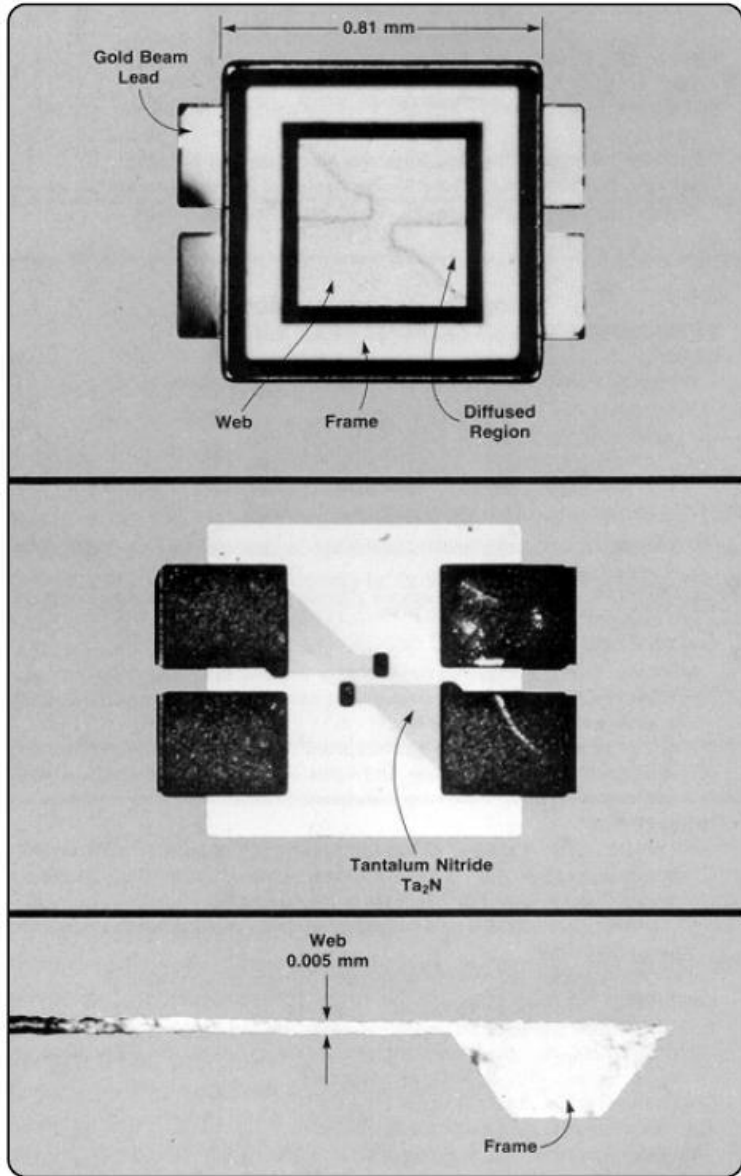 0.81 mm
Gold Beam
Lead
Web
Frame
Diffused
Region
Tantalum Nitride
Ta₂N
Web
0.005 mm
Frame